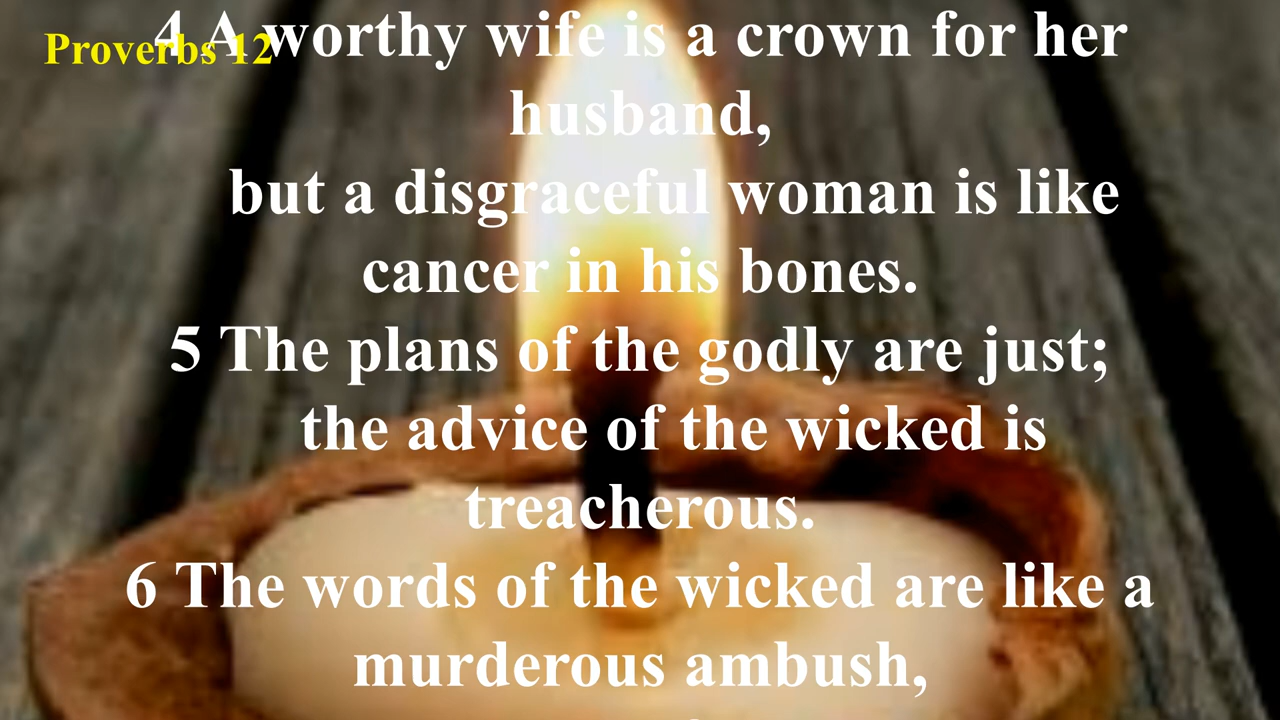 Proverbs 12
4 A worthy wife is a crown for her
husband,
but a disgraceful woman is like
cancer in his bones.
5 The plans of the godly are just;
the advice of the wicked is
treacherous.
6 The words of the wicked are like a
murderous ambush,